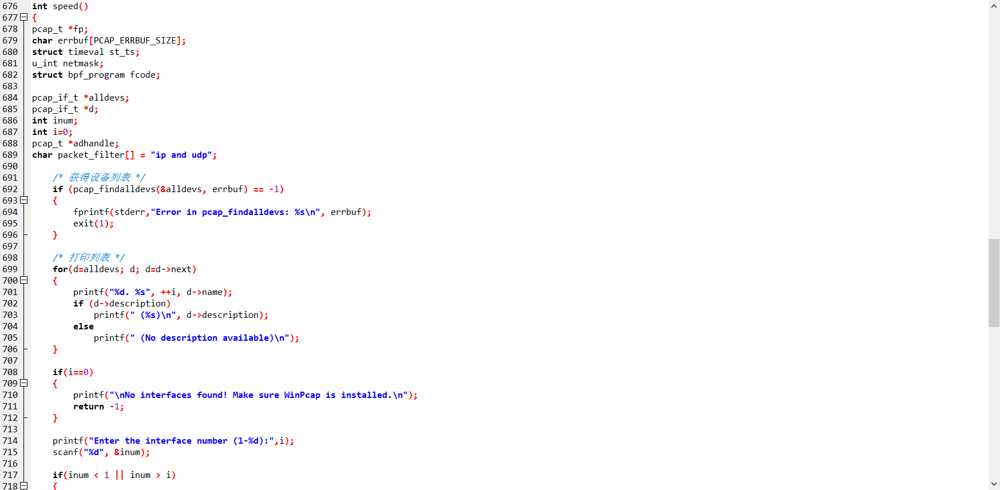 676 int speed()
677 {
678 pcap_t *fp;
679 char errbuf[PCAP_ERRBUF_SIZE];
680 struct timeval st_ts;
681 u_int netmask;
682 struct bpf_program fcode;
683
684 pcap_if_t *alldevs;
685 pcap_if_t *d;
686 int inum;
687 int i=0;
688 pcap_t *adhandle;
689 char packet_filter[] = "ip and udp";
690
691     /* 获得设备列表 */
692     if (pcap_findalldevs(&alldevs, errbuf) == -1)
693     {
694         fprintf(stderr,"Error in pcap_findalldevs: %s\n", errbuf);
695         exit(1);
696     }
697
698     /* 打印列表 */
699     for(d=alldevs; d; d=d->next)
700     {
701         printf("%d. %s", ++i, d->name);
702         if (d->description)
703             printf(" (%s)\n", d->description);
704         else
705             printf(" (No description available)\n");
706     }
707
708     if(i==0)
709     {
710         printf("\nNo interfaces found! Make sure WinPcap is installed.\n");
711         return -1;
712     }
713
714     printf("Enter the interface number (1-%d):",i);
715     scanf("%d", &inum);
716
717     if(inum < 1 || inum > i)
718     {